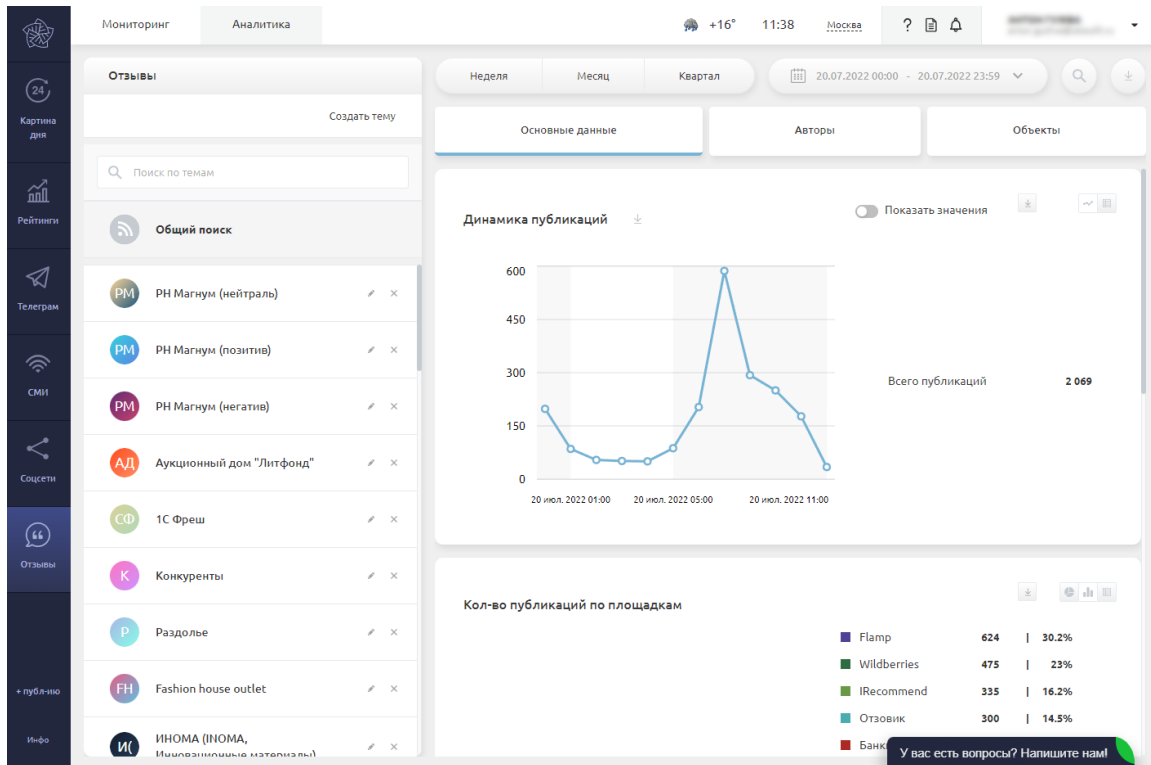 Мониторинг
Аналитика
+16°
11:38
Москва
?
24
Картина
дня
Рейтинги
Телеграм
СМИ
Соцсети
Отзывы
+ публ-ию
Инфо
Отзывы
Создать тему
Поиск по темам
Общий поиск
РМ РН Магнум (нейтраль)
РМ РН Магнум (позитив)
РМ РН Магнум (негатив)
АД Аукционный дом "Литфонд"
СФ 1С Фреш
К Конкуренты
Р Раздолье
FH Fashion house outlet
И( ИНОМА (INOMA,
Инновационные материалы)
Неделя
Месяц
Квартал
20.07.2022 00:00 - 20.07.2022 23:59
Основные данные
Авторы
Объекты
Динамика публикаций
Показать значения
600
450
300
150
0
20 июл. 2022 01:00
20 июл. 2022 05:00
20 июл. 2022 11:00
Всего публикаций 2 069
Кол-во публикаций по площадкам
Flamp 624 | 30.2%
Wildberries 475 | 23%
IRecommend 335 | 16.2%
Отзовик 300 | 14.5%
Банк
У вас есть вопросы? Напишите нам!